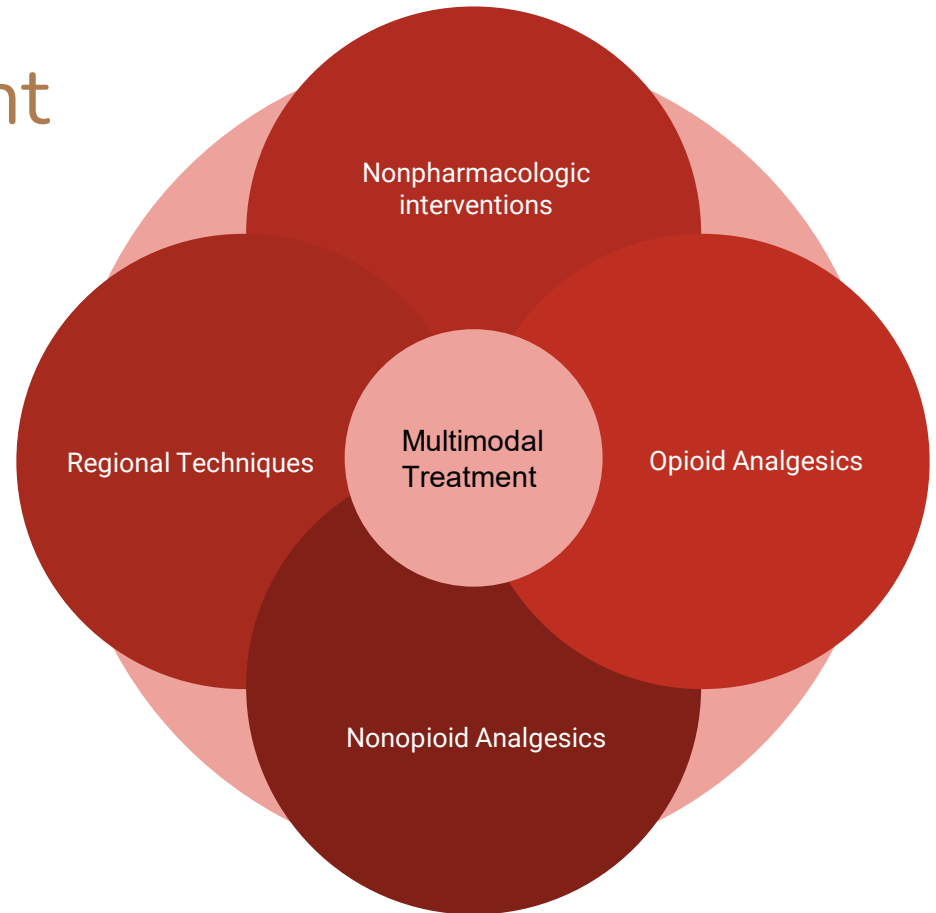 nt
Nonpharmacologic
interventions
Regional Techniques
Multimodal
Treatment
Opioid Analgesics
Nonopioid Analgesics